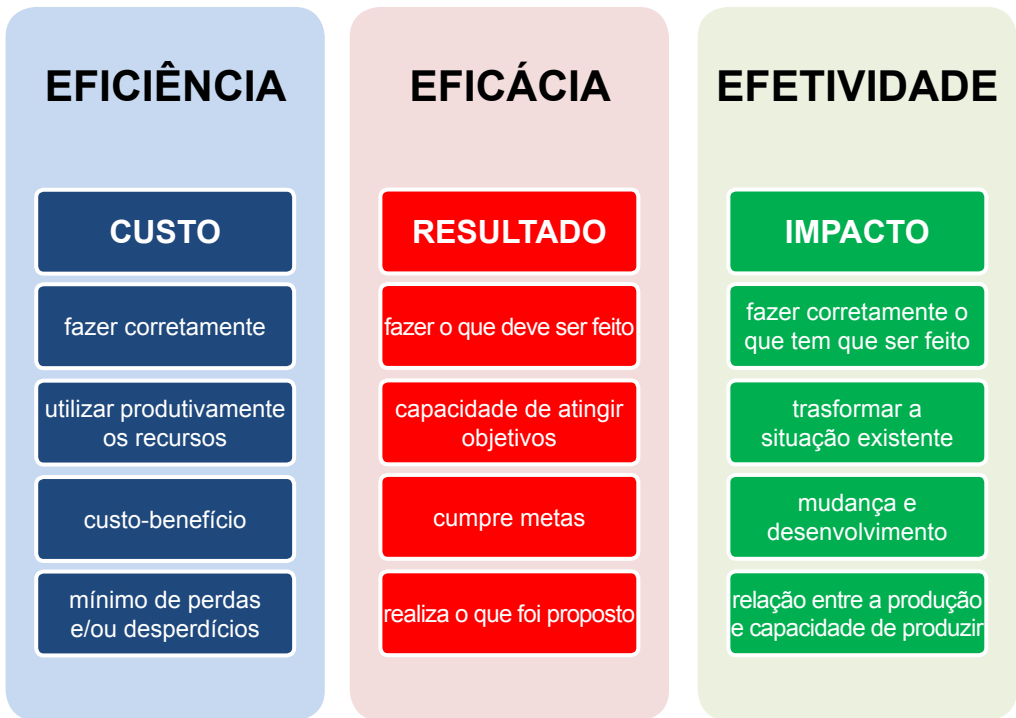 EFICIÊNCIA
CUSTO
fazer corretamente
utilizar produtivamente
os recursos
custo-benefício
mínimo de perdas
e/ou desperdícios
EFICÁCIA
RESULTADO
fazer o que deve ser feito
capacidade de atingir
objetivos
cumpre metas
realiza o que foi proposto
EFETIVIDADE
IMPACTO
fazer corretamente o
que tem que ser feito
trasformar a
situação existente
mudança e
desenvolvimento
relação entre a produção
e capacidade de produzir